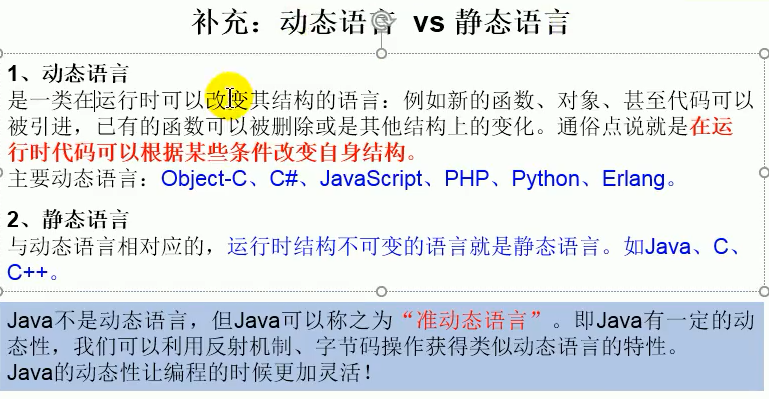 补充：动态语言 vs 静态语言
1、动态语言
是一类在运行时可以改变其结构的语言：例如新的函数、对象、甚至代码可以
被引进，已有的函数可以被删除或是其他结构上的变化。通俗点说就是在运
行时代码可以根据某些条件改变自身结构。
主要动态语言：Object-C、C#、JavaScript、PHP、Python、Erlang。
2、静态语言
与动态语言相对应的，运行时结构不可变的语言就是静态语言。如Java、C、
C++。
Java不是动态语言，但Java可以称之为“准动态语言”。即Java有一定的动
态性，我们可以利用反射机制、字节码操作获得类似动态语言的特性。
Java的动态性让编程的时候更加灵活！